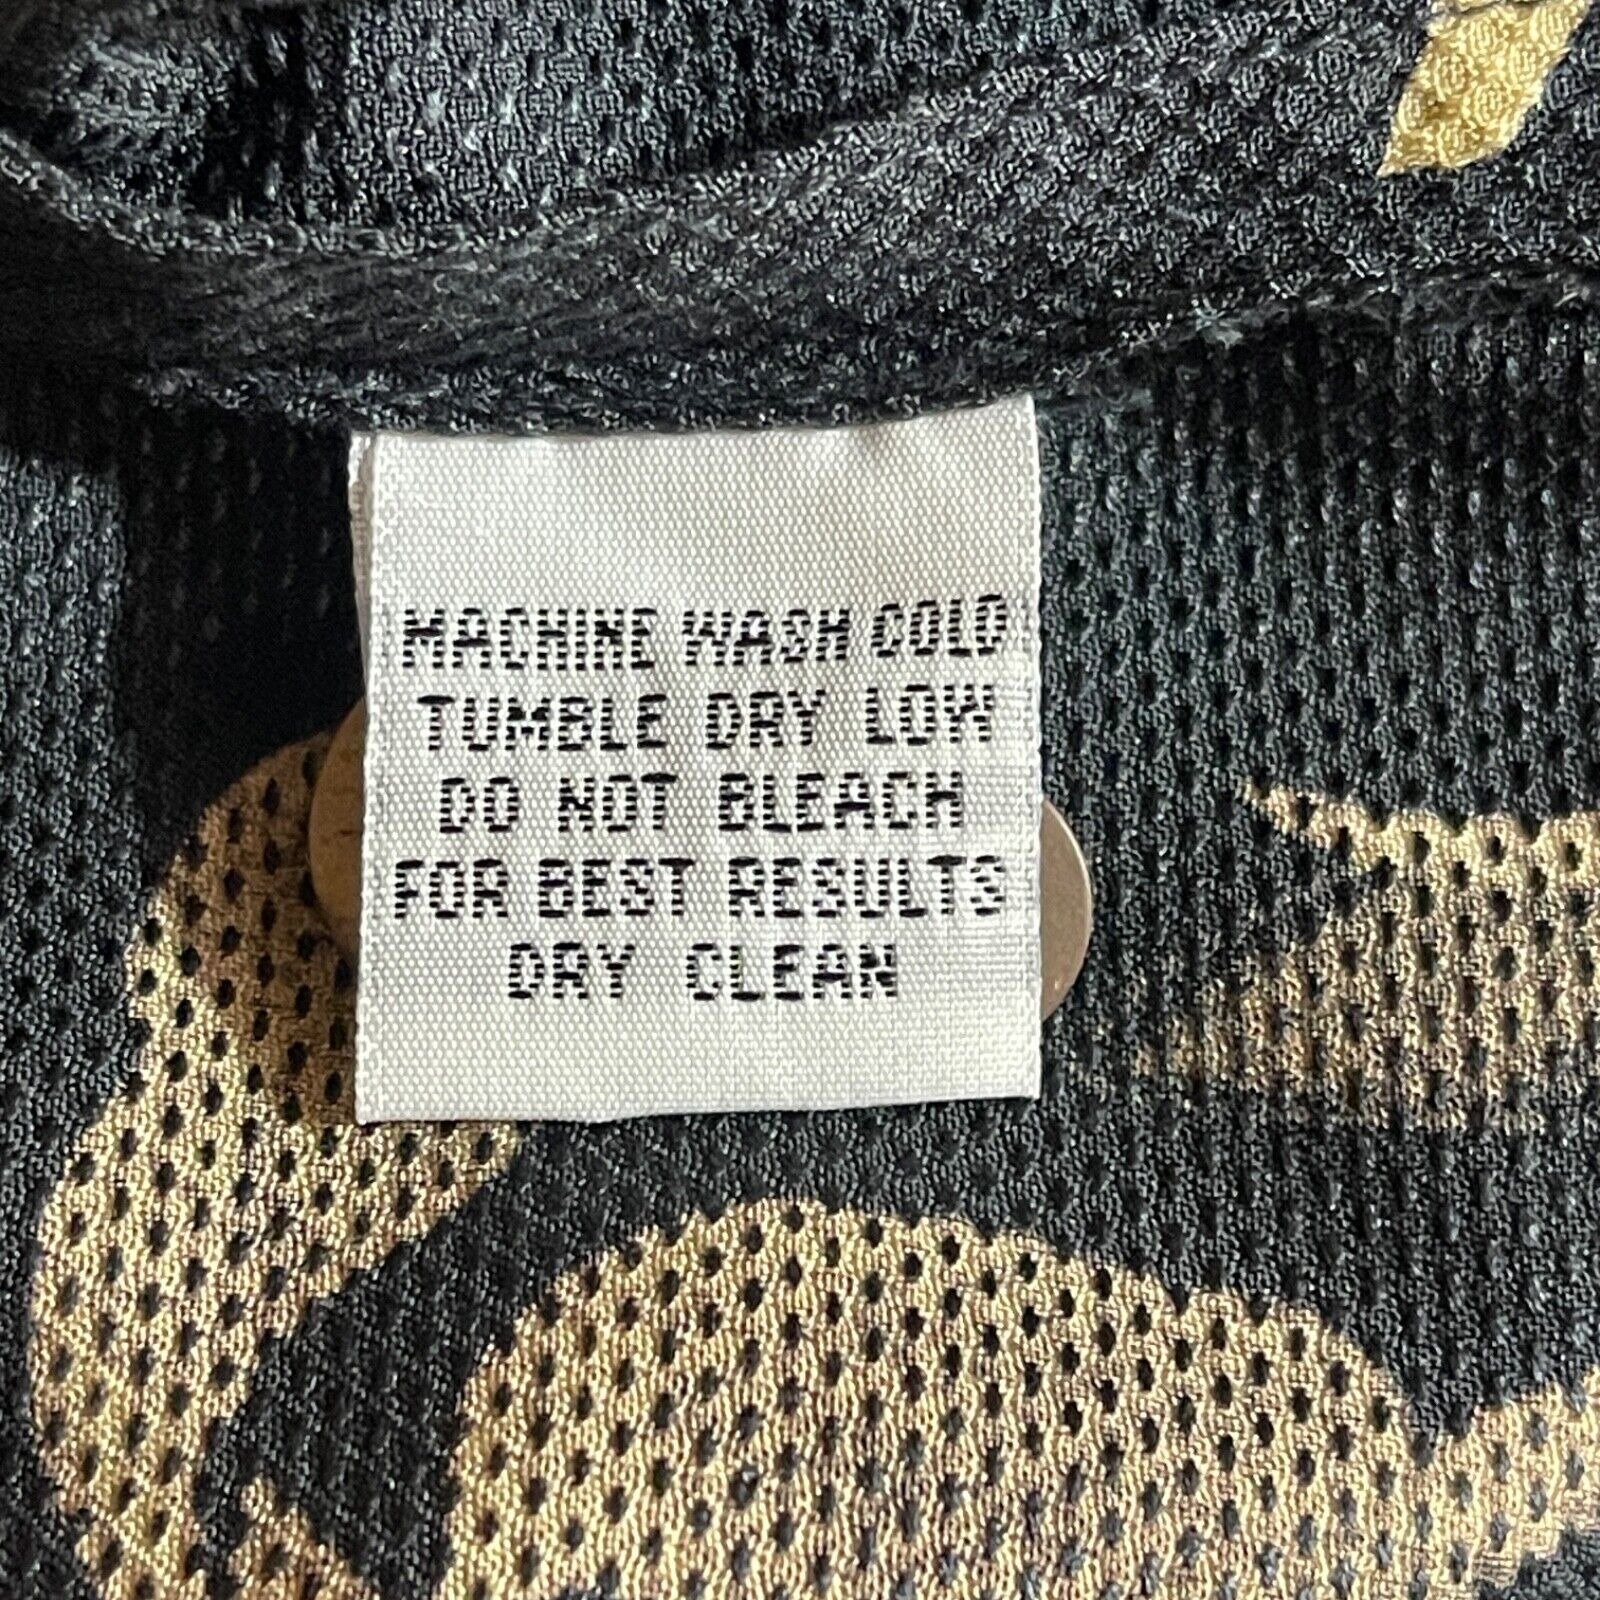 MACHINE WASH COLD
TUMBLE DRY LOW
DO NOT BLEACH
FOR BEST RESULTS
DRY CLEAN